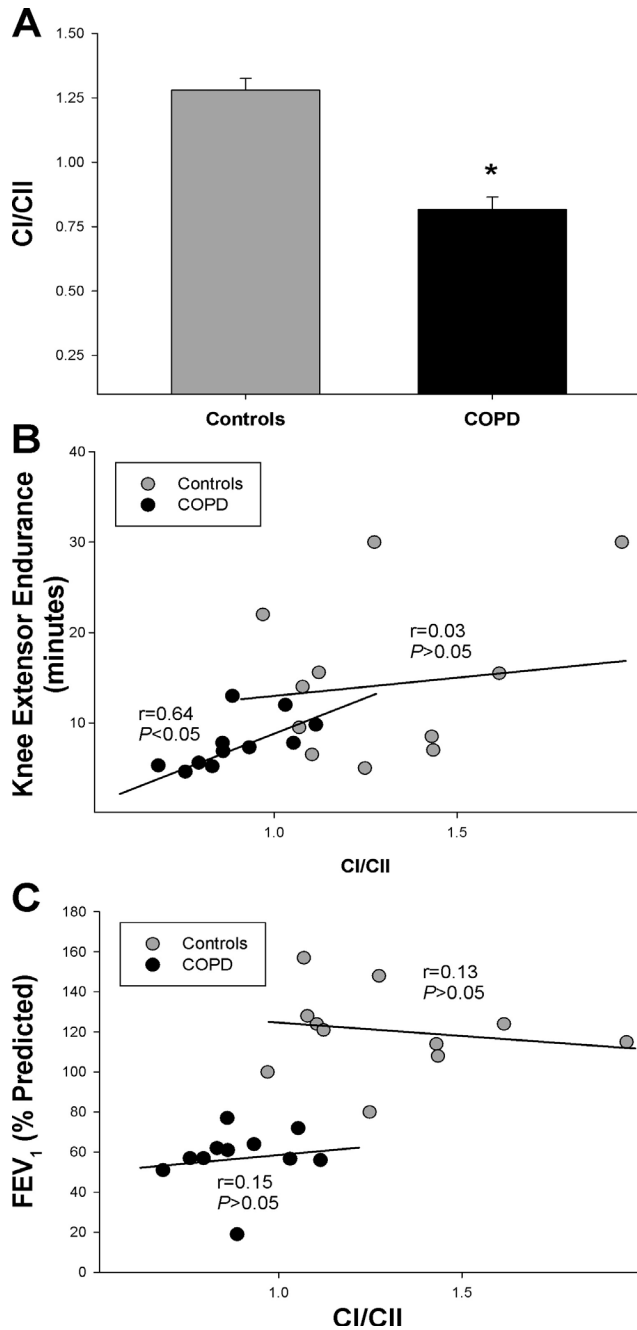 A
1.50
1.25
1.00
0.75
0.50
0.25
CI/CII
*
Controls
COPD
B
40
30
20
10
Knee Extensor Endurance
(minutes)
Controls
COPD
r=0.03
P>0.05
r=0.64
P<0.05
1.0
1.5
CI/CII
C
180
160
140
120
100
80
60
40
20
0
FEV1 (% Predicted)
Controls
COPD
r=0.13
P>0.05
r=0.15
P>0.05
1.0
1.5
CI/CII